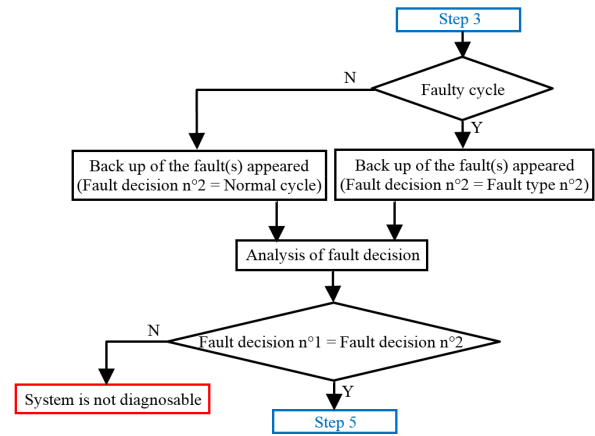 Step 3
Faulty cycle
N
Y
Back up of the fault(s) appeared
(Fault decision n°2 = Normal cycle)
Back up of the fault(s) appeared
(Fault decision n°2 = Fault type n°2)
Analysis of fault decision
Fault decision n°1 = Fault decision n°2
N
Y
System is not diagnosable
Step 5